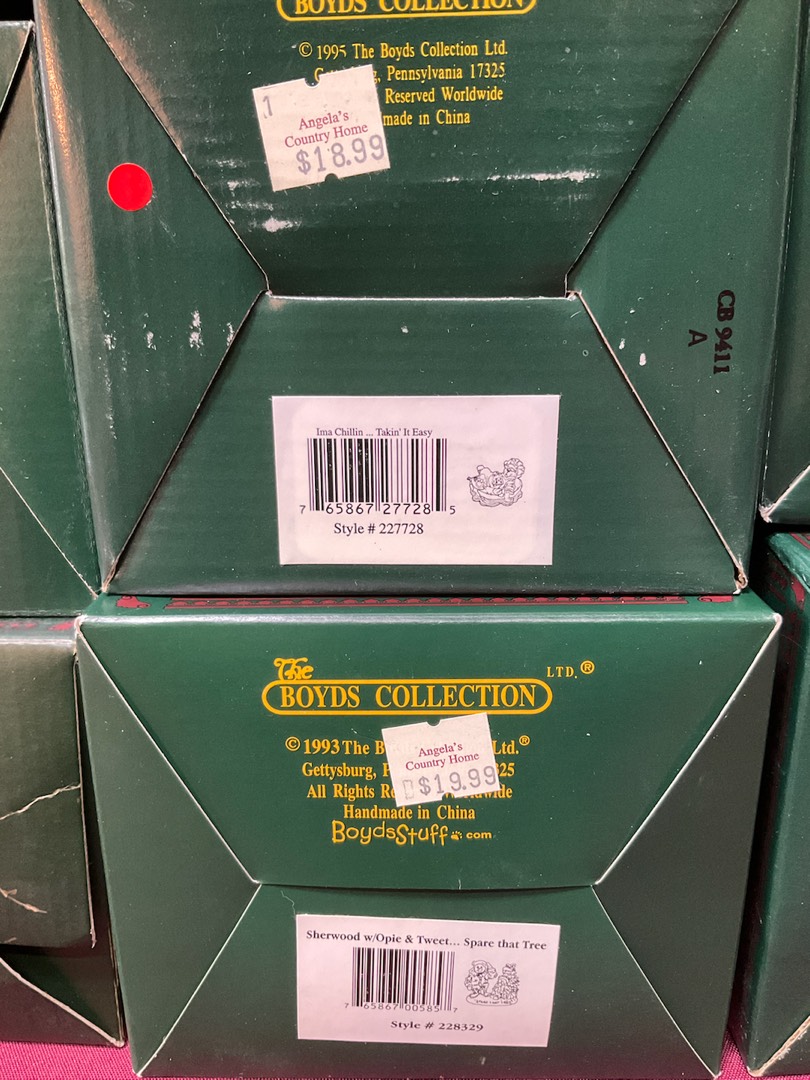 BOYDS COLLECTION
© 1995 The Boyds Collection Ltd.
Pennsylvania 17325
Reserved Worldwide
made in China
1
Angela's
Country Home
$18.99
CB 9411
A
Ima Chillin ... Takin' It Easy
7 65867 27728 5
Style # 227728
The
BOYDS COLLECTION LTD.®
© 1993 The B Ltd.®
Gettysburg, P 25
All Rights Re wide
Handmade in China
BoydsStuff.com
Angela's
Country Home
$19.99
Sherwood w/Opie & Tweet... Spare that Tree
7 65867 00585 7
Style # 228329